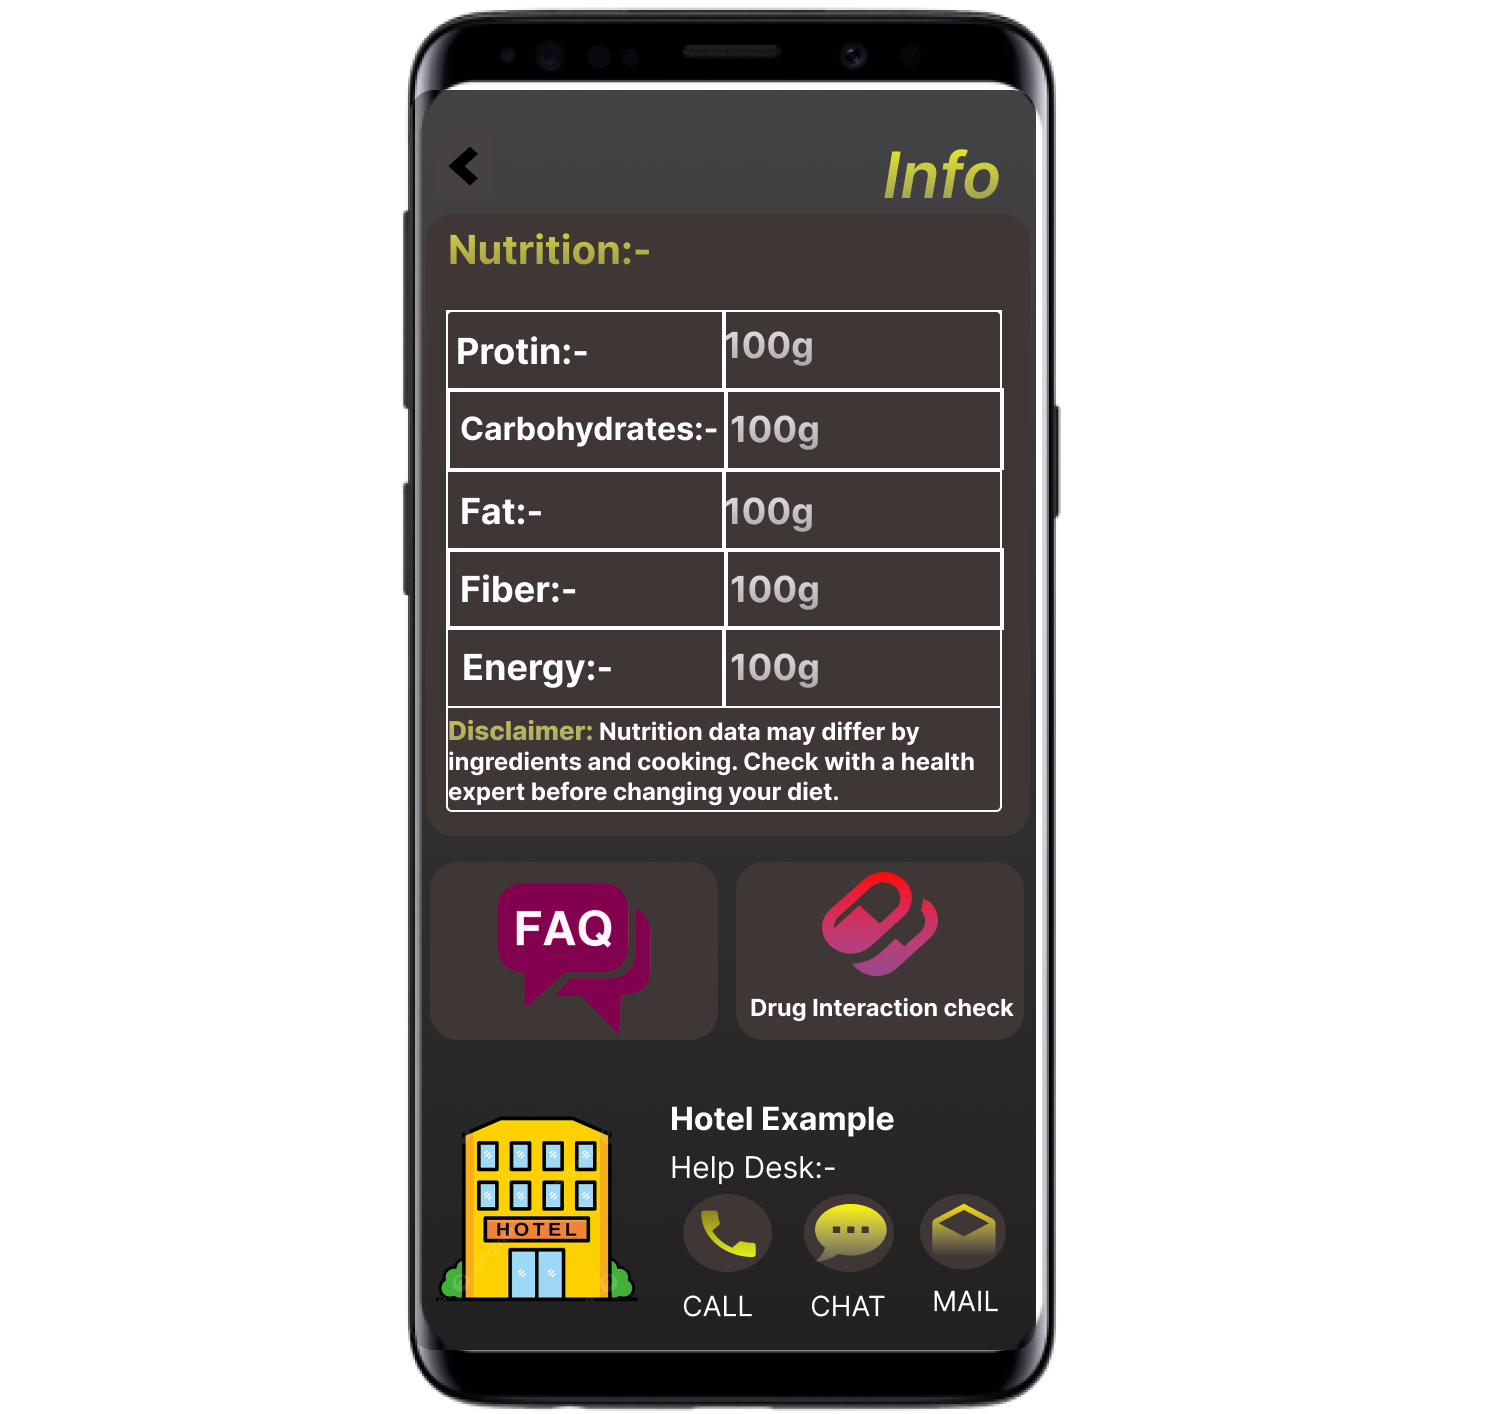 Info
Nutrition:-
Protin:- 100g
Carbohydrates:- 100g
Fat:- 100g
Fiber:- 100g
Energy:- 100g
Disclaimer: Nutrition data may differ by
ingredients and cooking. Check with a health
expert before changing your diet.
FAQ
Drug Interaction check
Hotel Example
Help Desk:-
HOTEL
CALL CHAT MAIL